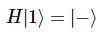 H|1⟩ = |−⟩